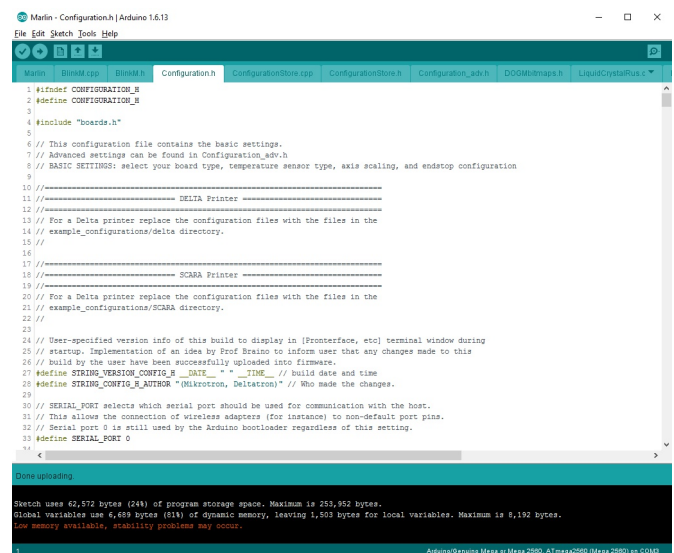 Marlin - Configuration.h | Arduino 1.6.13
File Edit Sketch Tools Help
Marlin BlinkM.cpp BlinkM.h Configuration.h ConfigurationStore.cpp ConfigurationStore.h Configuration_adv.h DOGMbitmaps.h LiquidCrystalRus.c
1 #ifndef CONFIGURATION_H
2 #define CONFIGURATION_H
3
4 #include "boards.h"
5
6 // This configuration file contains the basic settings.
7 // Advanced settings can be found in Configuration_adv.h
8 // BASIC SETTINGS: select your board type, temperature sensor type, axis scaling, and endstop configuration
9
10 //===========================================================================
11 //============================= DELTA Printer ===============================
12 //===========================================================================
13 // For a Delta printer replace the configuration files with the files in the
14 // example_configurations/delta directory.
15 //
16
17 //===========================================================================
18 //============================= SCARA Printer ===============================
19 //===========================================================================
20 // For a Delta printer replace the configuration files with the files in the
21 // example_configurations/SCARA directory.
22 //
23
24 // User-specified version info of this build to display in [Pronterface, etc] terminal window during
25 // startup. Implementation of an idea by Prof Braino to inform user that any changes made to this
26 // build by the user have been successfully uploaded into firmware.
27 #define STRING_VERSION_CONFIG_H __DATE__ " " __TIME__ // build date and time
28 #define STRING_CONFIG_H_AUTHOR "(Mikrotron, Deltatron)" // Who made the changes.
29
30 // SERIAL_PORT selects which serial port should be used for communication with the host.
31 // This allows the connection of wireless adapters (for instance) to non-default port pins.
32 // Serial port 0 is still used by the Arduino bootloader regardless of this setting.
33 #define SERIAL_PORT 0
34
Done uploading.
Sketch uses 62,572 bytes (24%) of program storage space. Maximum is 253,952 bytes.
Global variables use 6,689 bytes (81%) of dynamic memory, leaving 1,503 bytes for local variables. Maximum is 8,192 bytes.
Low memory available, stability problems may occur.
1 Arduino/Genuino Mega or Mega 2560, ATmega2560 (Mega 2560) on COM3